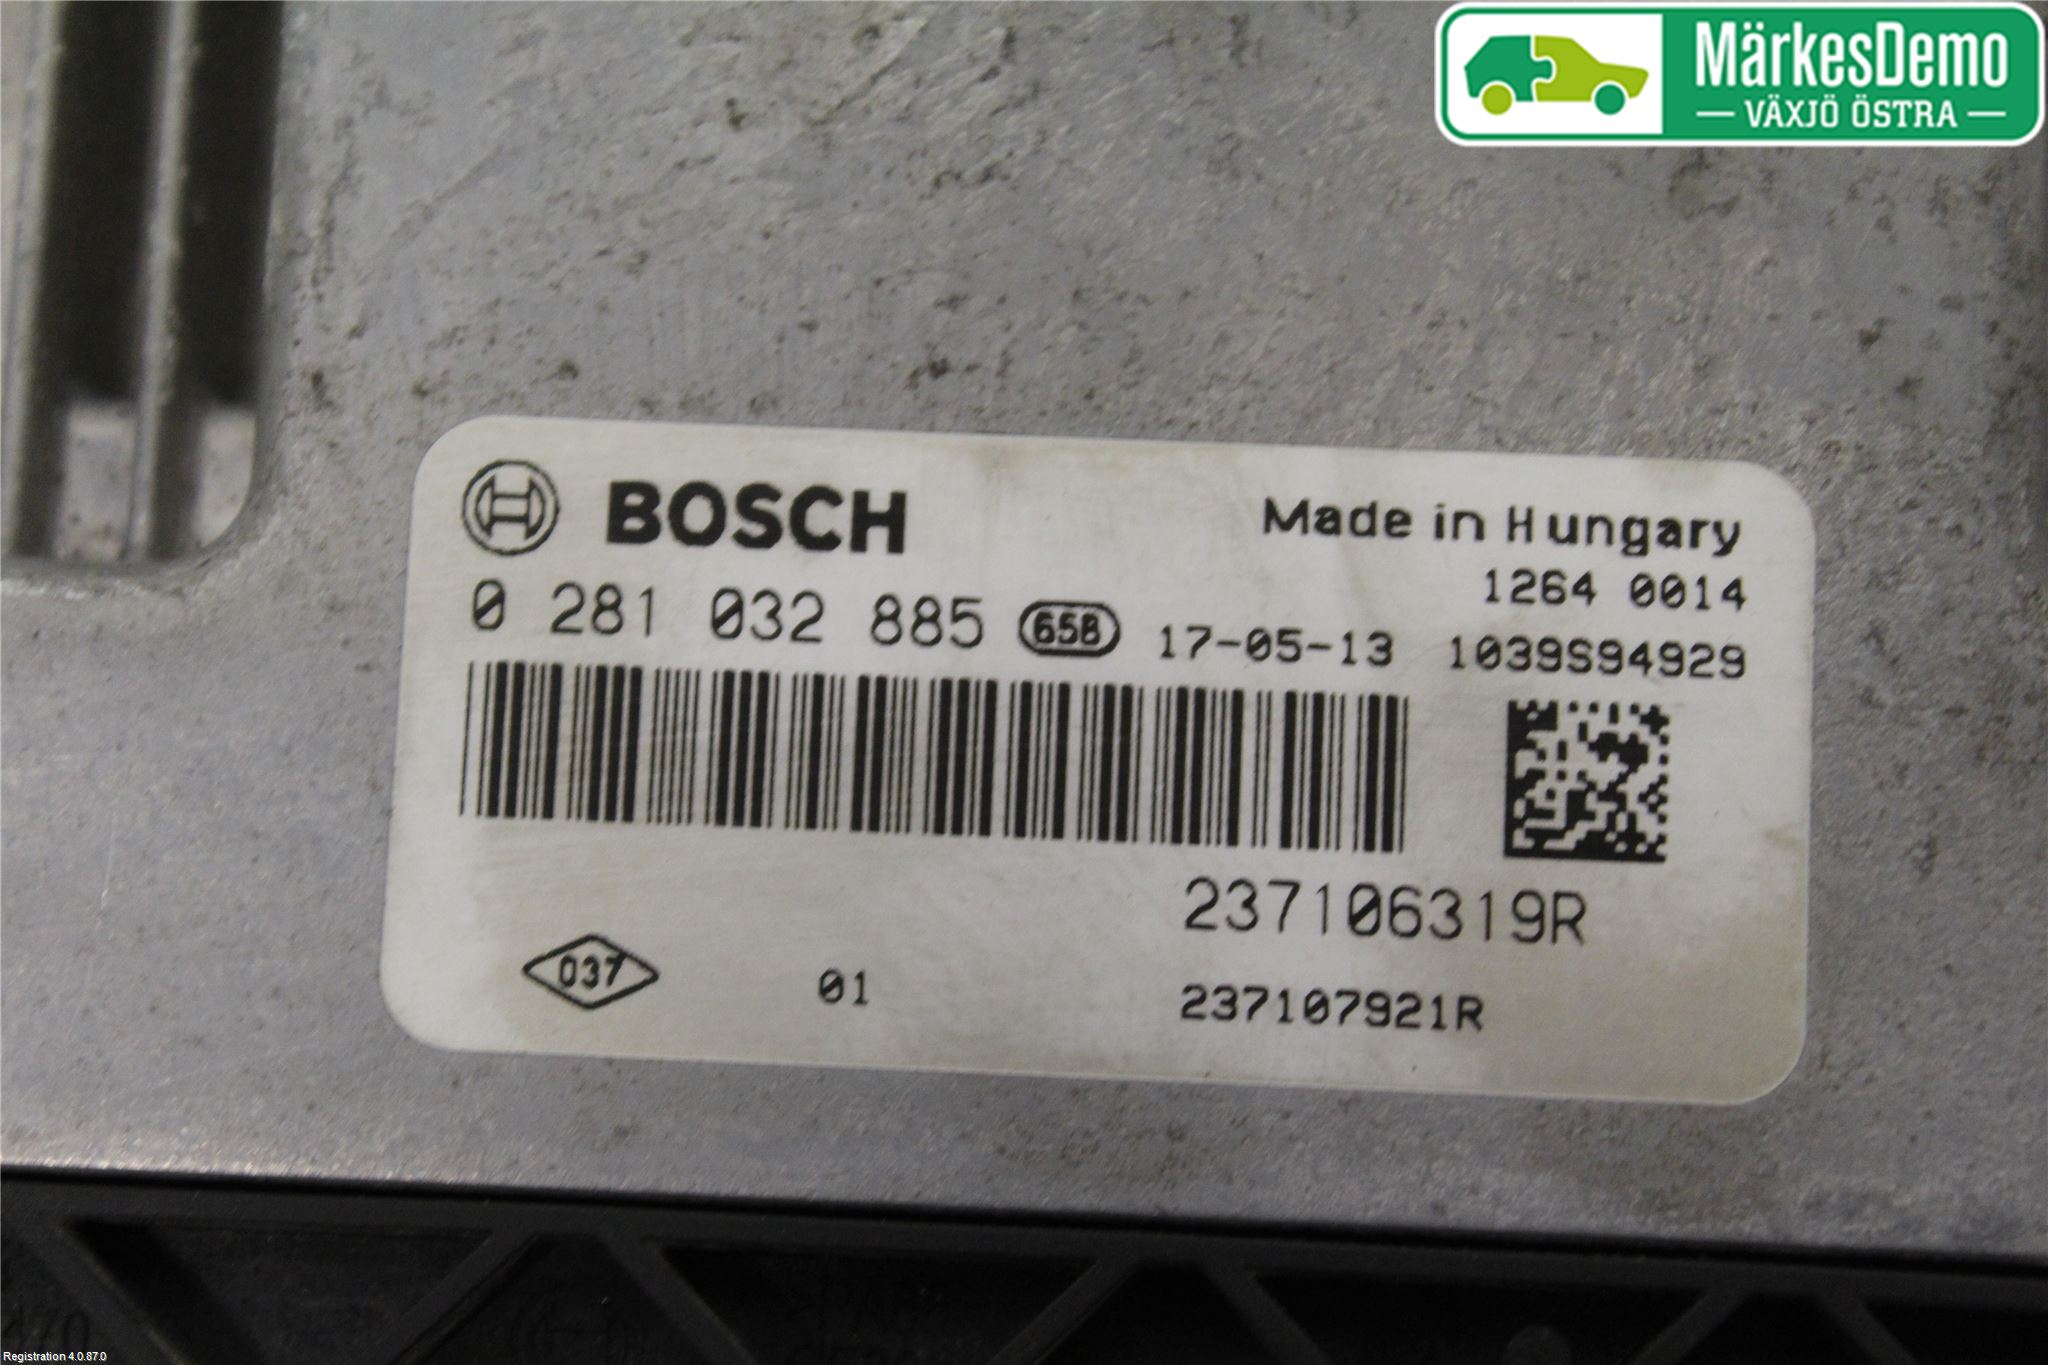 MärkesDemo
VÄXJÖ ÖSTRA
BOSCH
Made in Hungary
1264 0014
0 281 032 885 658 17-05-13 1039S94929
237106319R
037 01 237107921R
Registration 4.0.87.0